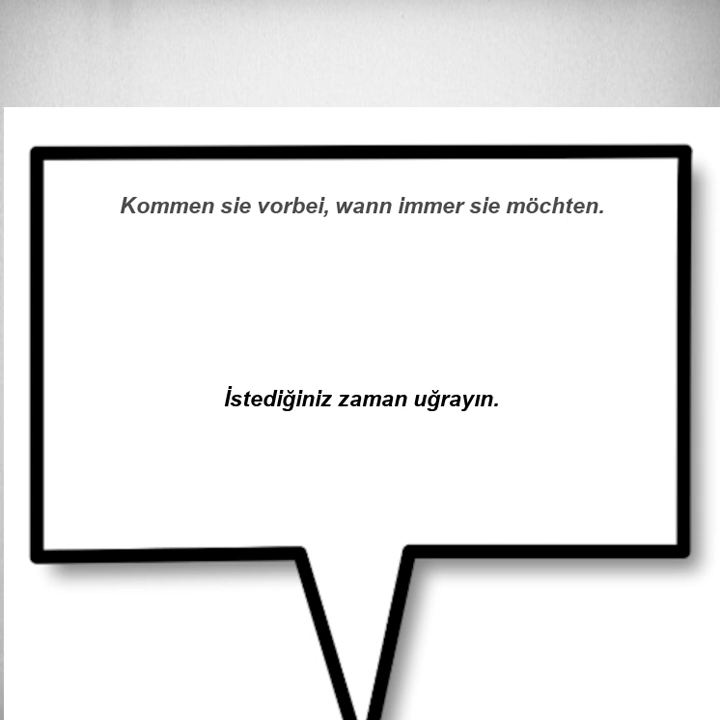 Kommen sie vorbei, wann immer sie möchten.
İstediğiniz zaman uğrayın.